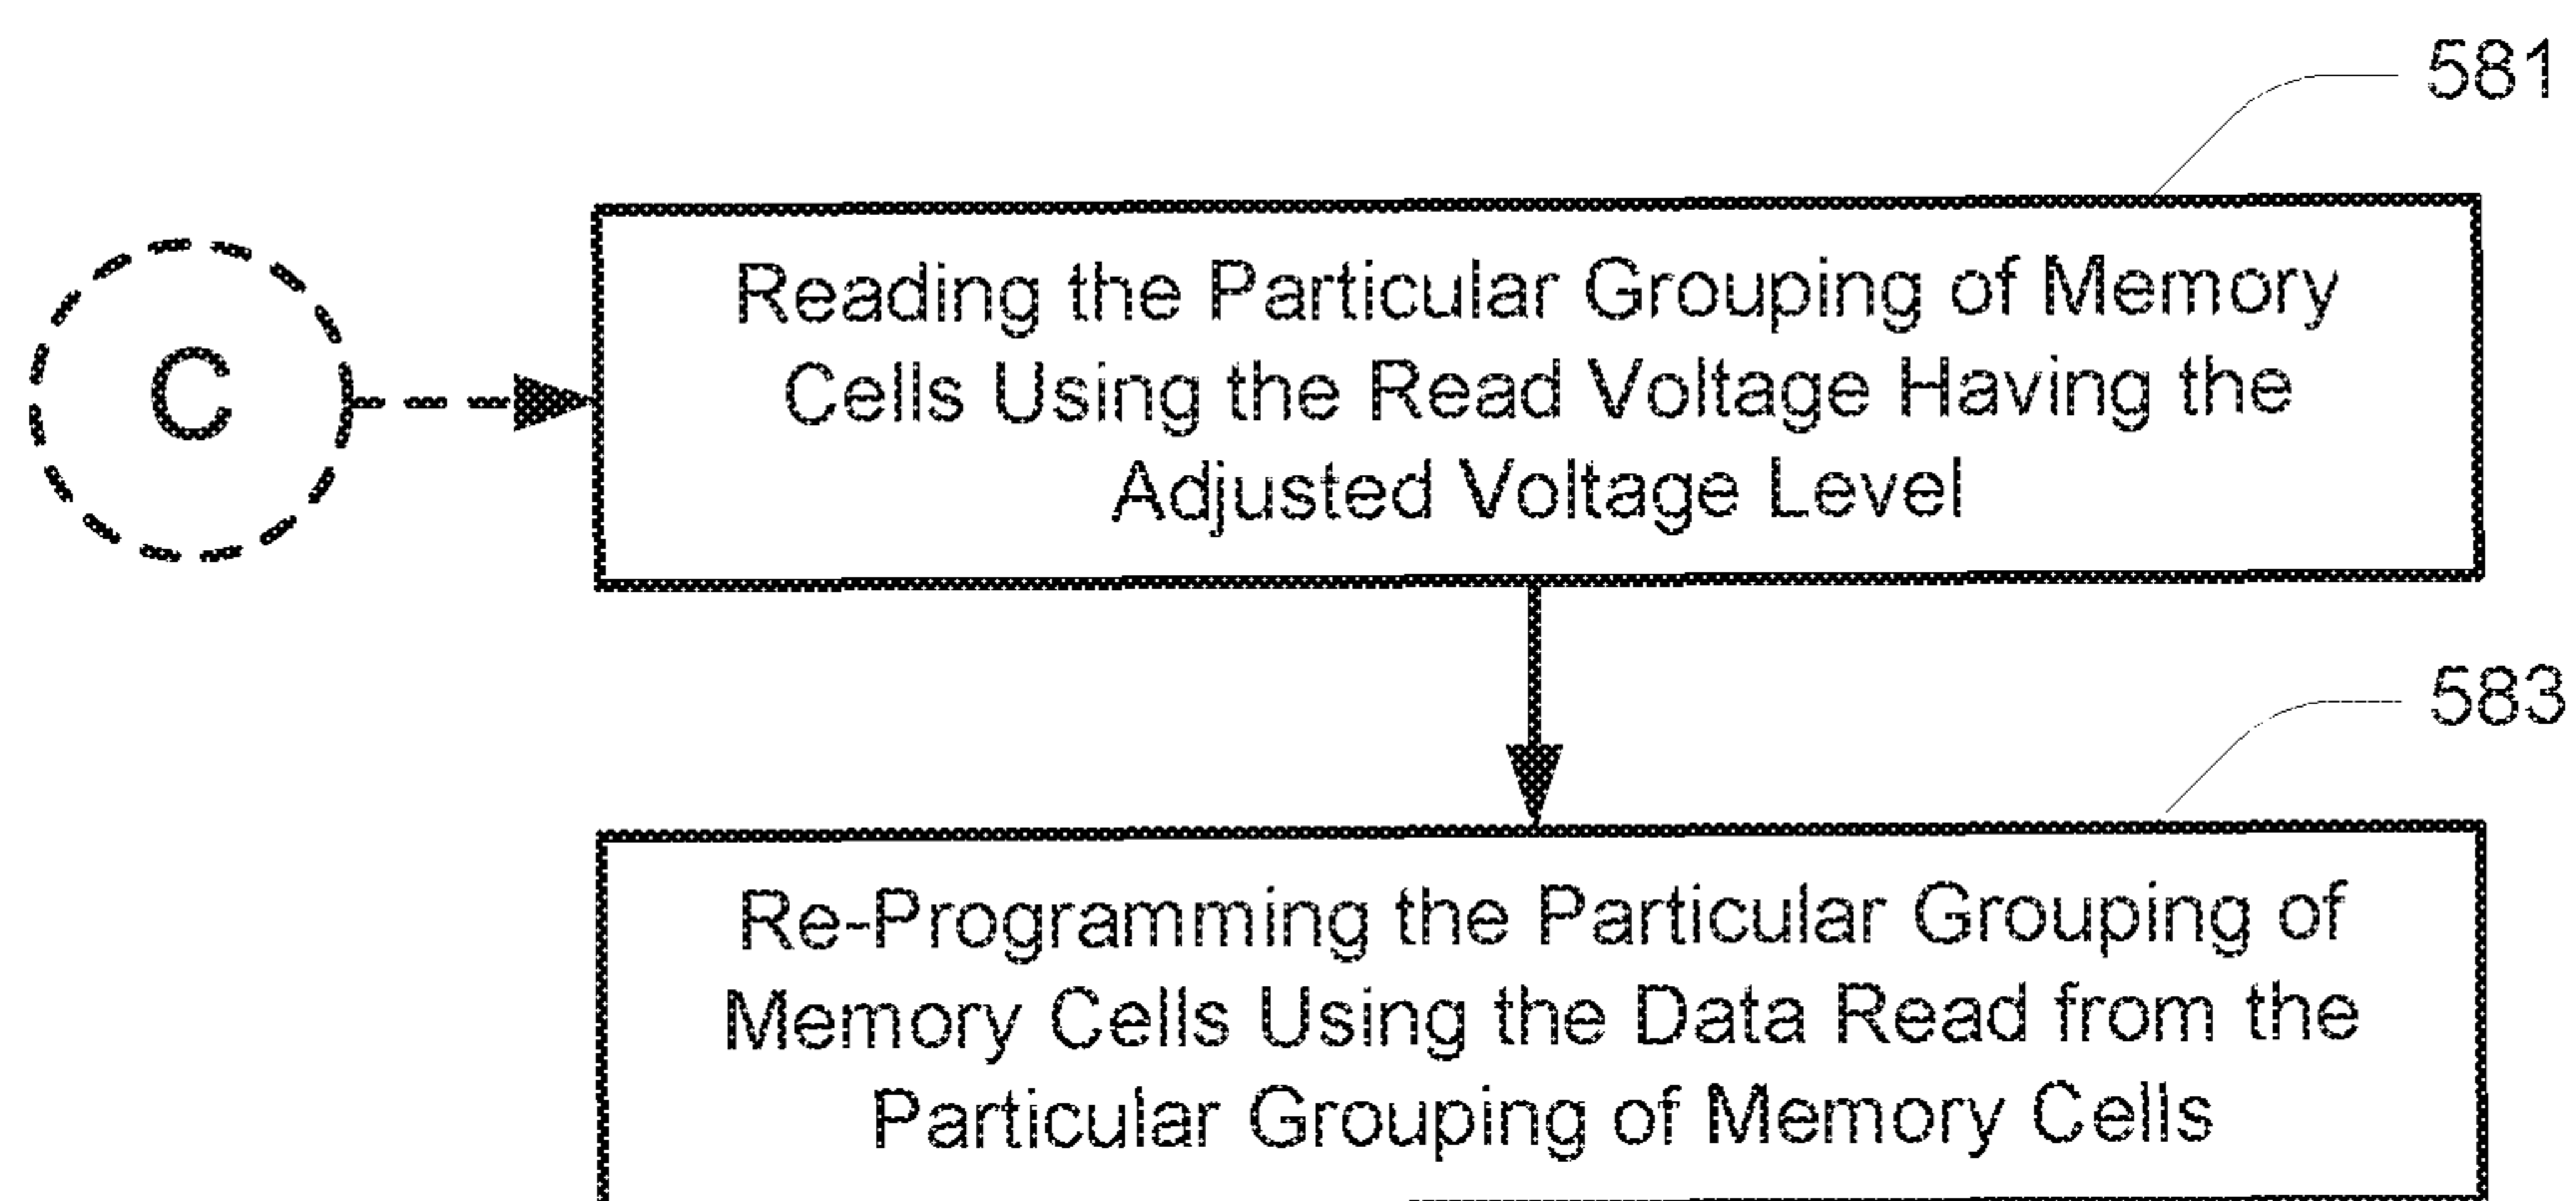 581
C
Reading the Particular Grouping of Memory
Cells Using the Read Voltage Having the
Adjusted Voltage Level
583
Re-Programming the Particular Grouping of
Memory Cells Using the Data Read from the
Particular Grouping of Memory Cells